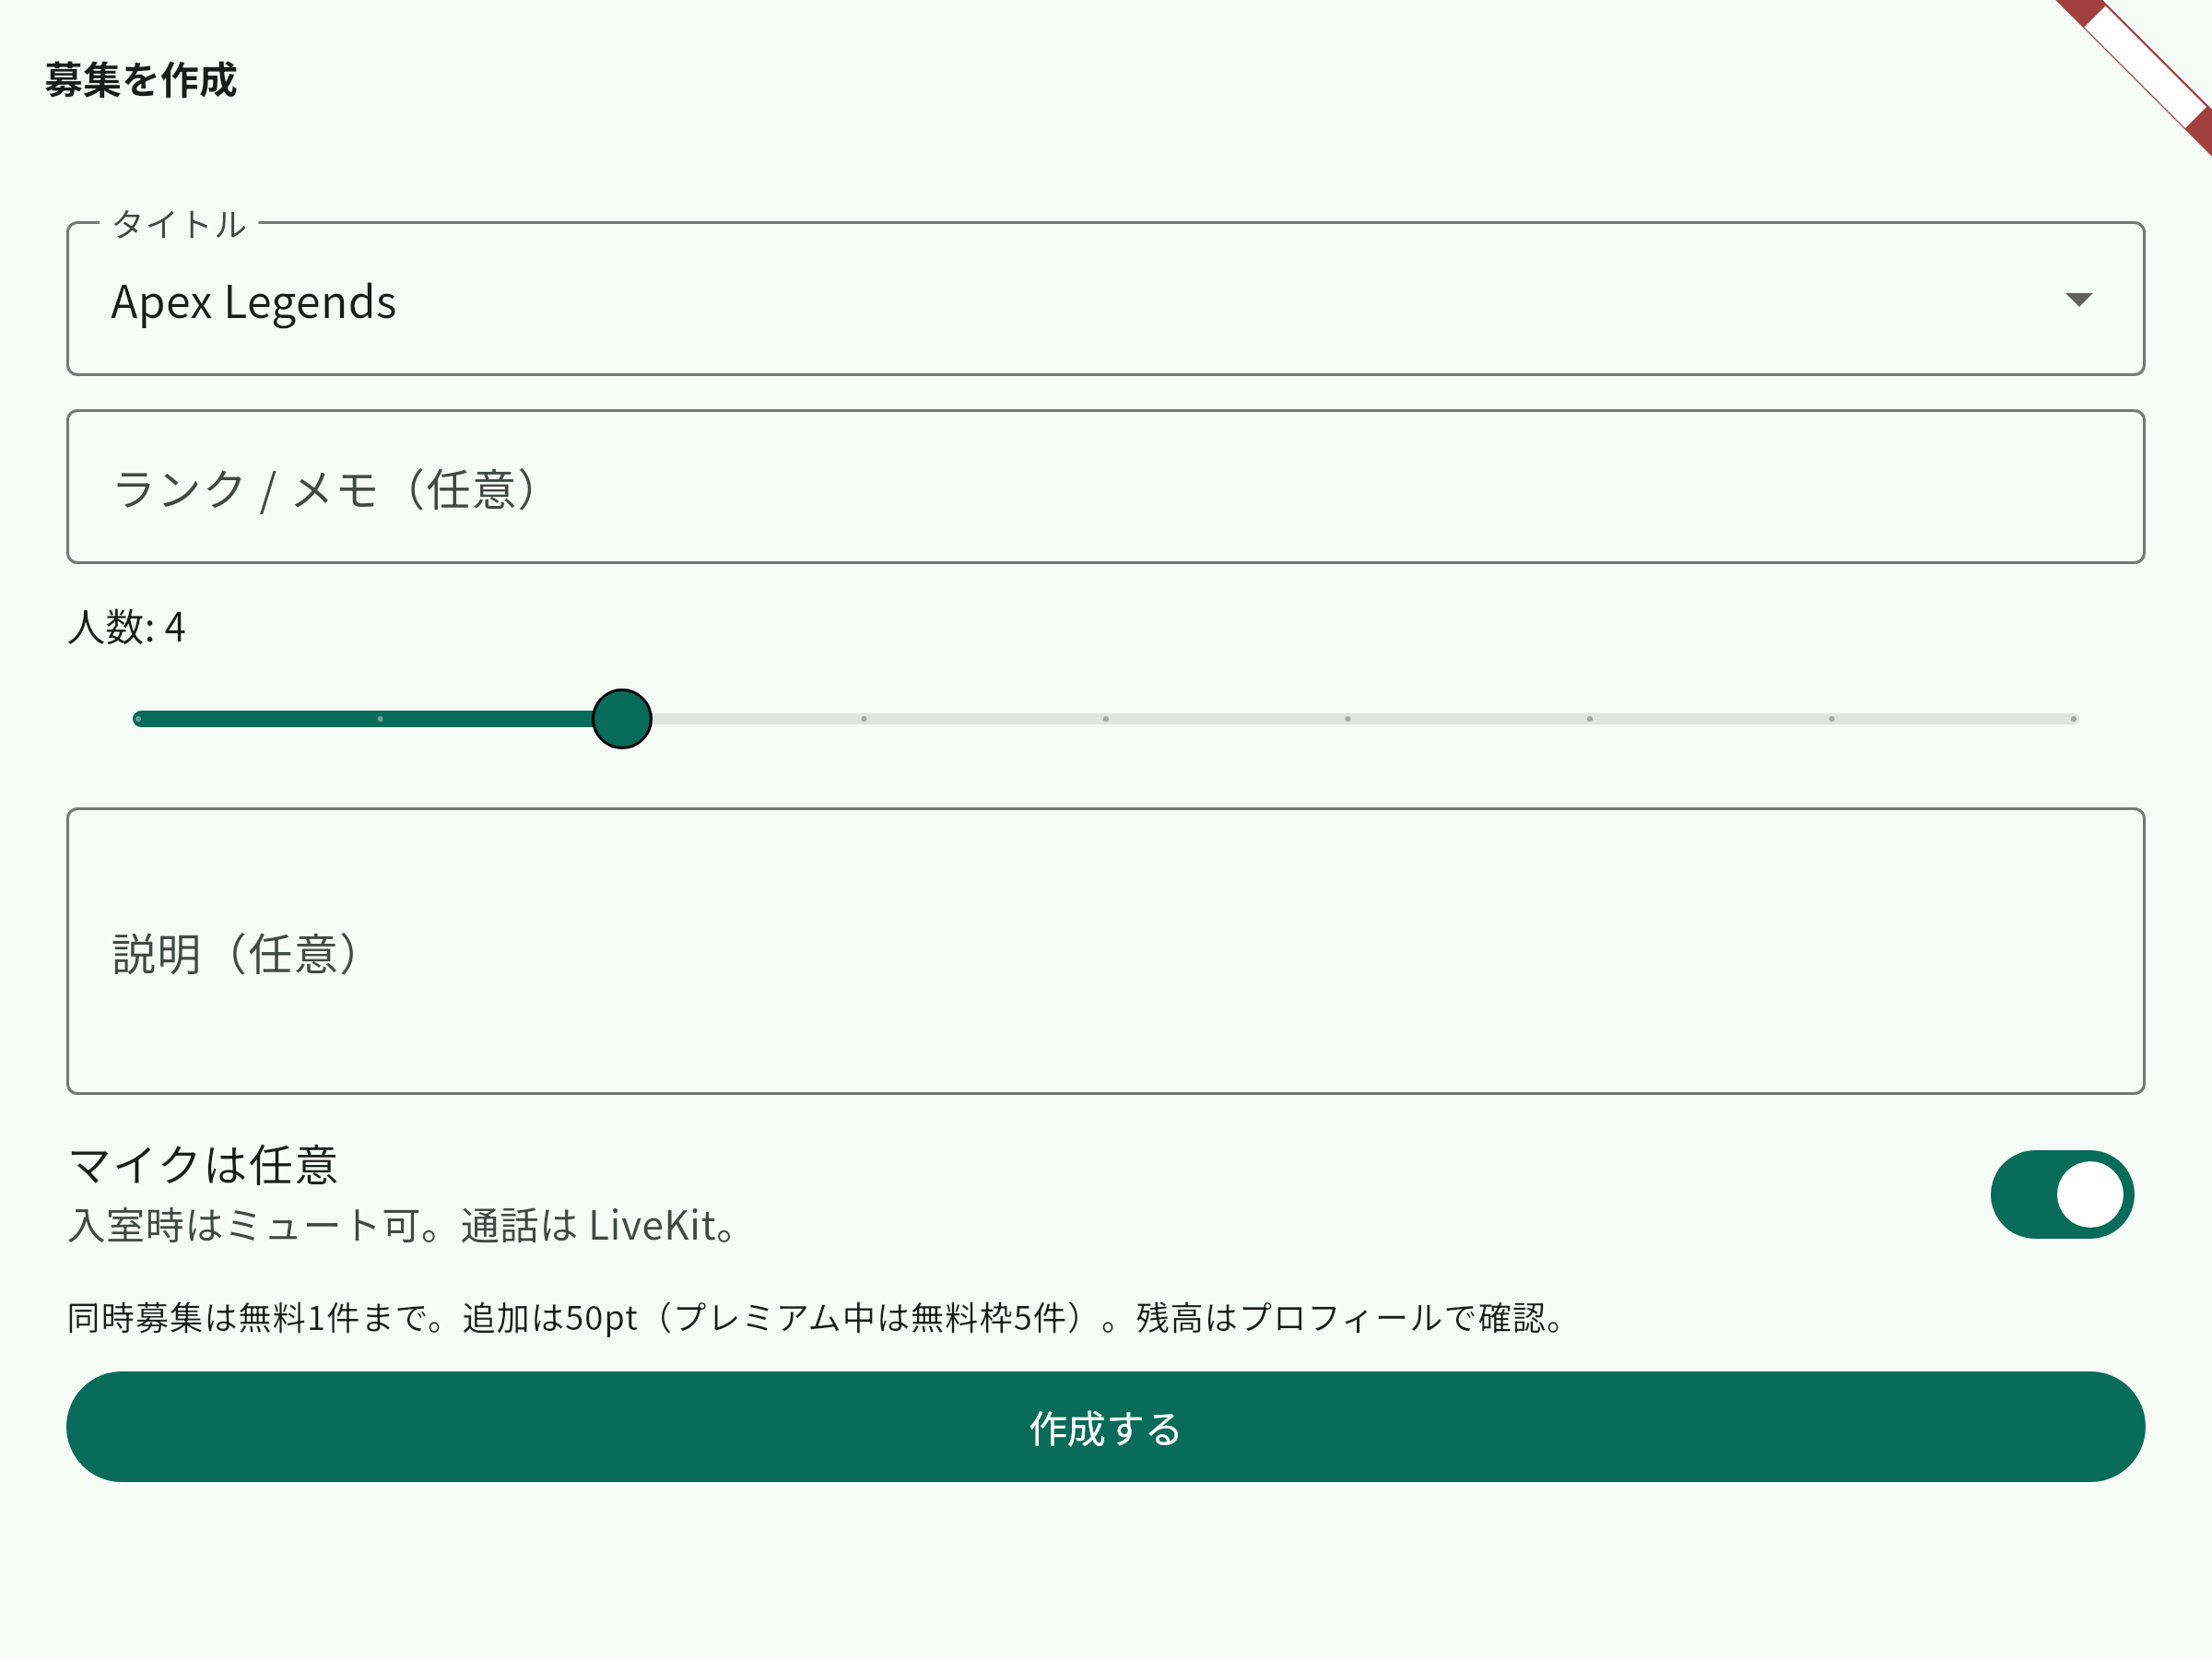 募集を作成
タイトル
Apex Legends
ランク / メモ（任意）
人数: 4
説明（任意）
マイクは任意
入室時はミュート可。通話は LiveKit。
同時募集は無料1件まで。追加は50pt（プレミアム中は無料枠5件）。残高はプロフィールで確認。
作成する